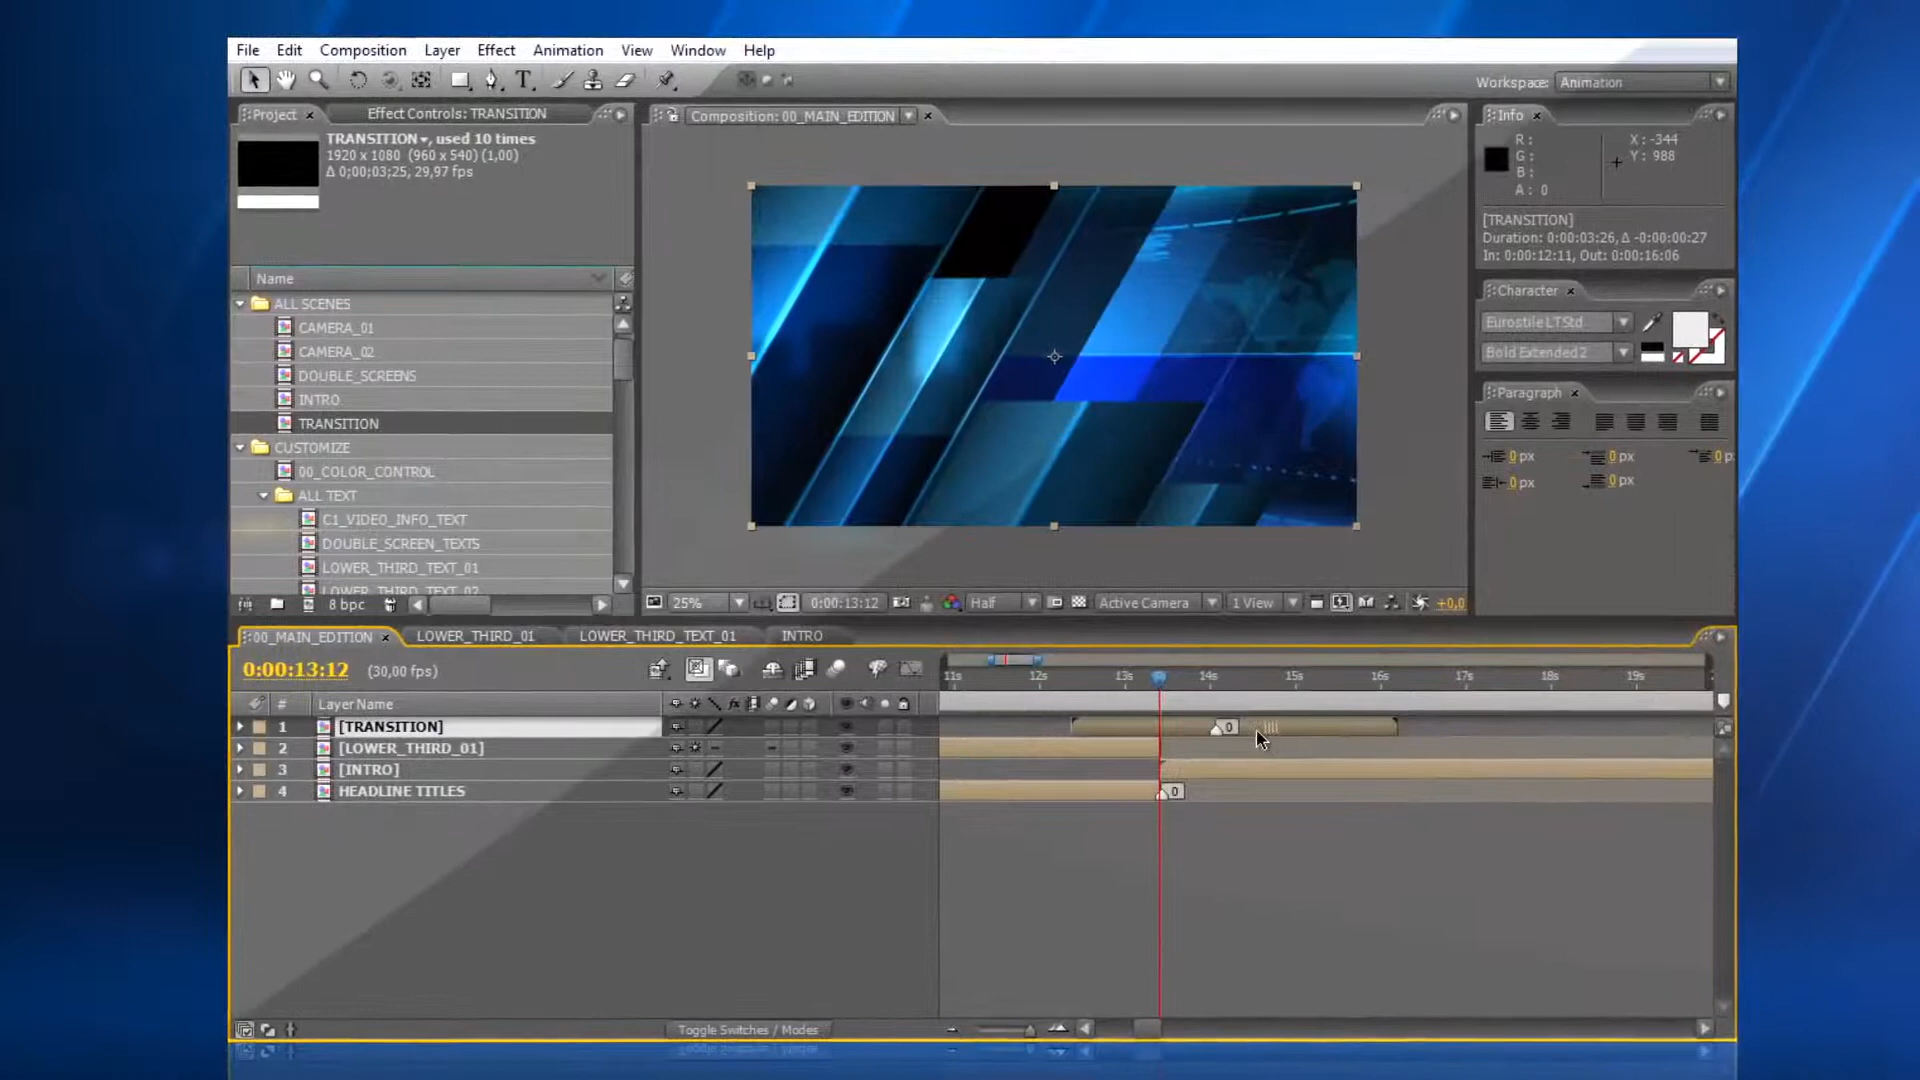 File Edit Composition Layer Effect Animation View Window Help
Workspace: Animation
Project × Effect Controls: TRANSITION
Composition: 00_MAIN_EDITION ×
Info ×
TRANSITION, used 10 times
1920 x 1080 (960 x 540) (1,00)
Δ 0;00;03;25, 29,97 fps
R :
G :
B :
A : 0
X : -344
Y : 988
[TRANSITION]
Duration: 0:00:03:26, Δ -0:00:00:27
In: 0:00:12:11, Out: 0:00:16:06
Name
ALL SCENES
CAMERA_01
CAMERA_02
DOUBLE_SCREENS
INTRO
TRANSITION
CUSTOMIZE
00_COLOR_CONTROL
ALL TEXT
C1_VIDEO_INFO_TEXT
DOUBLE_SCREEN_TEXTS
LOWER_THIRD_TEXT_01
LOWER_THIRD_TEXT_02
8 bpc
Character ×
Eurostile LT Std
Bold Extended 2
Paragraph ×
0 px 0 px 0 p
0 px 0 px
25% 0:00:13:12 Half Active Camera 1 View +0,0
00_MAIN_EDITION × LOWER_THIRD_01 LOWER_THIRD_TEXT_01 INTRO
0:00:13:12 (30,00 fps)
11s 12s 13s 14s 15s 16s 17s 18s 19s
# Layer Name
1 [TRANSITION] 0
2 [LOWER_THIRD_01]
3 [INTRO]
4 HEADLINE TITLES 0
Toggle Switches / Modes